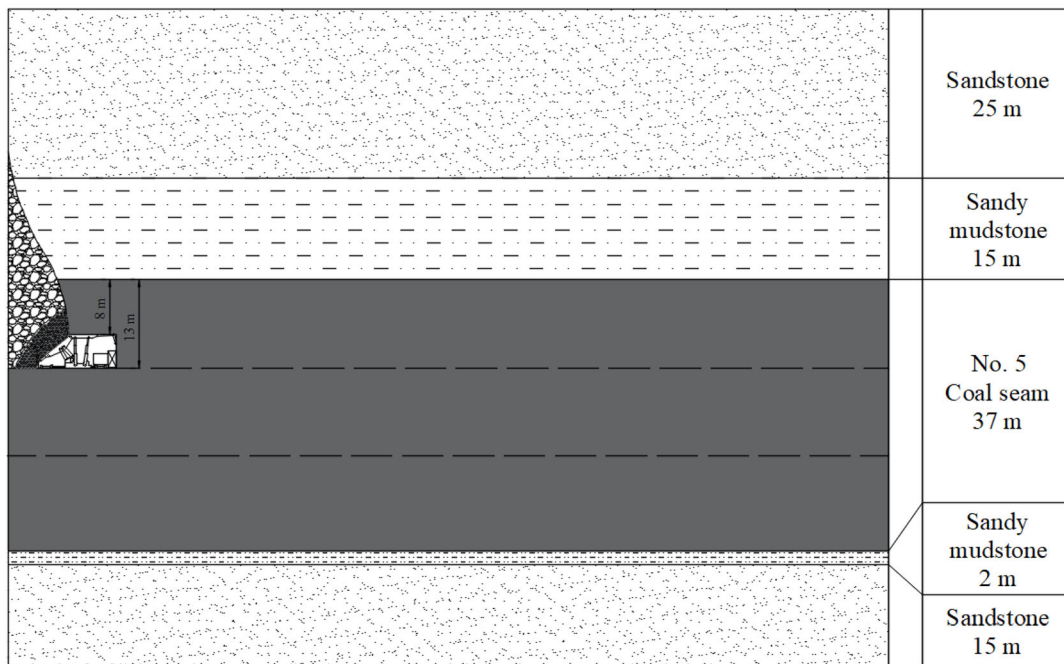 Sandstone
25 m
Sandy
mudstone
15 m
8 m
13 m
No. 5
Coal seam
37 m
Sandy
mudstone
2 m
Sandstone
15 m